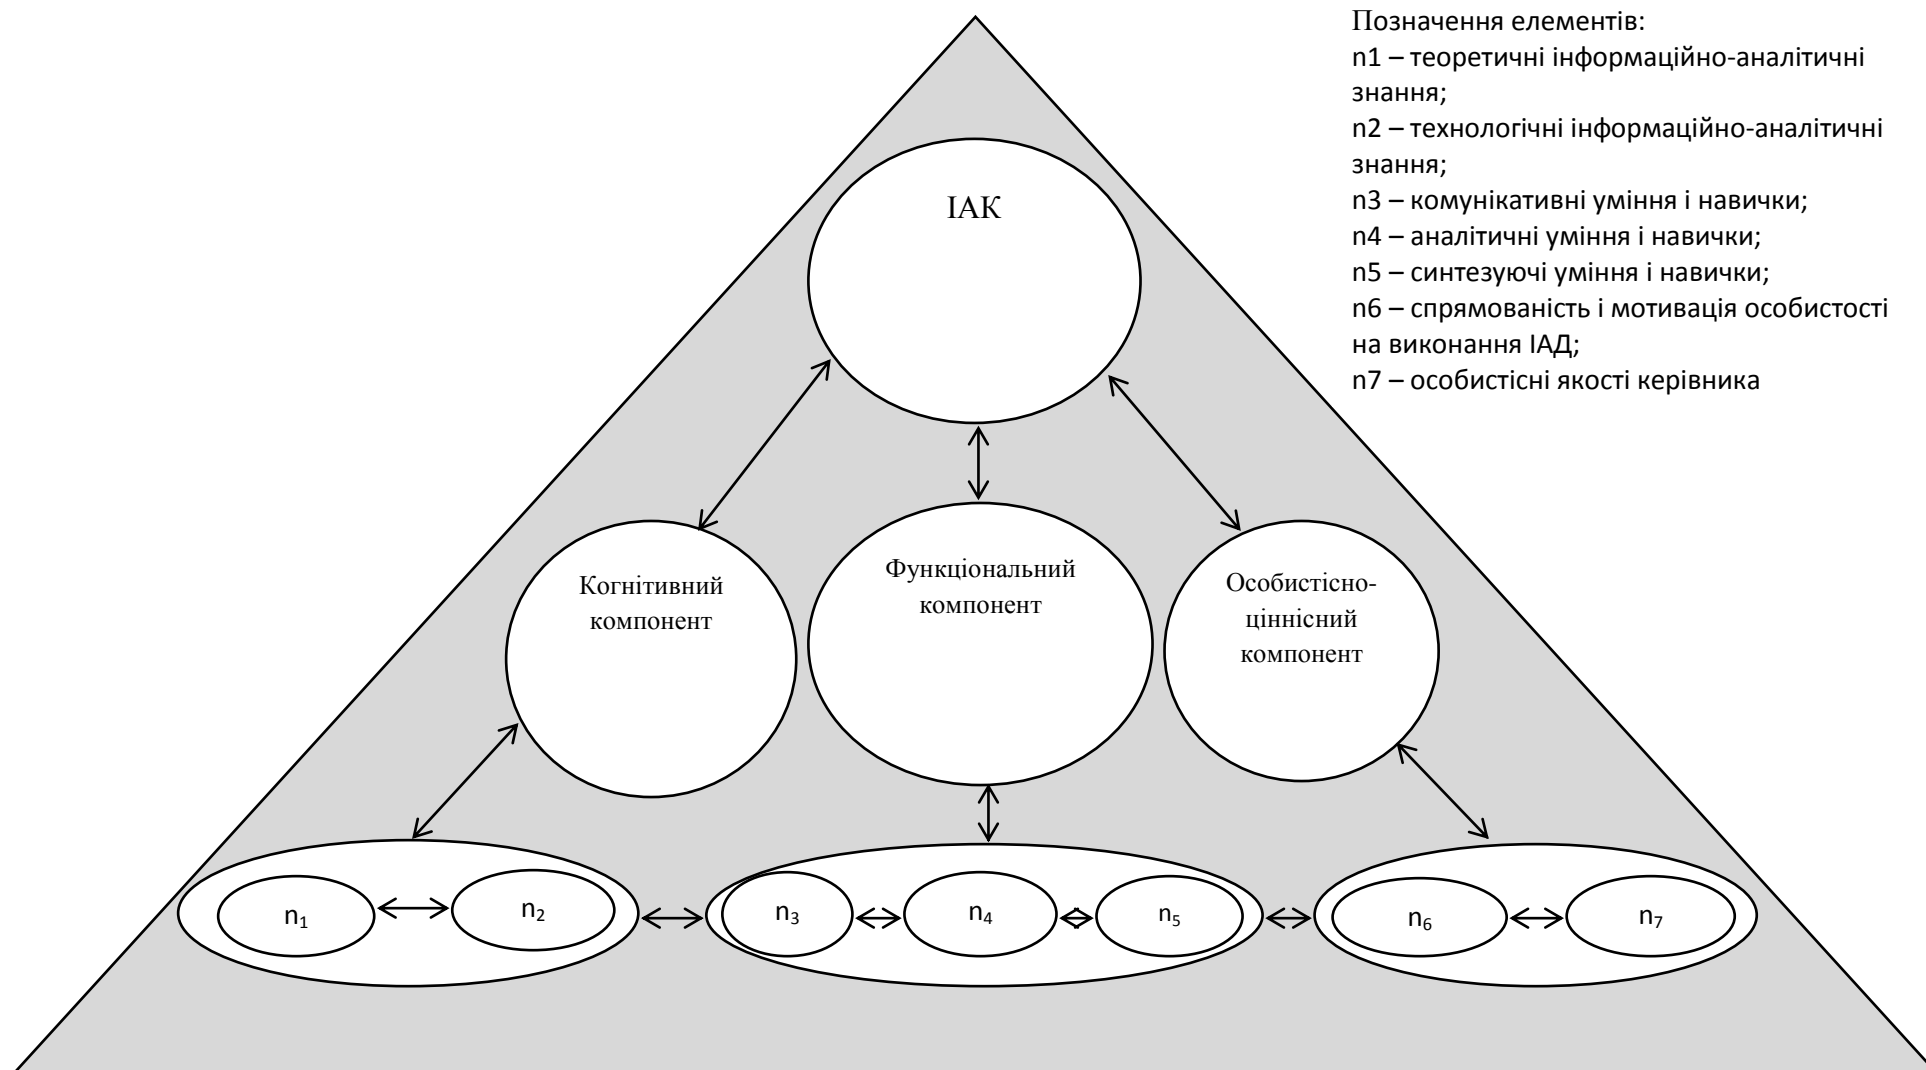 Позначення елементів:
n1 – теоретичні інформаційно-аналітичні
знання;
n2 – технологічні інформаційно-аналітичні
знання;
n3 – комунікативні уміння і навички;
n4 – аналітичні уміння і навички;
n5 – синтезуючі уміння і навички;
n6 – спрямованість і мотивація особистості
на виконання ІАД;
n7 – особистісні якості керівника
ІАК
Когнітивний
компонент
Функціональний
компонент
Особистісно-
ціннісний
компонент
n₁
n₂
n₃
n₄
n₅
n₆
n₇